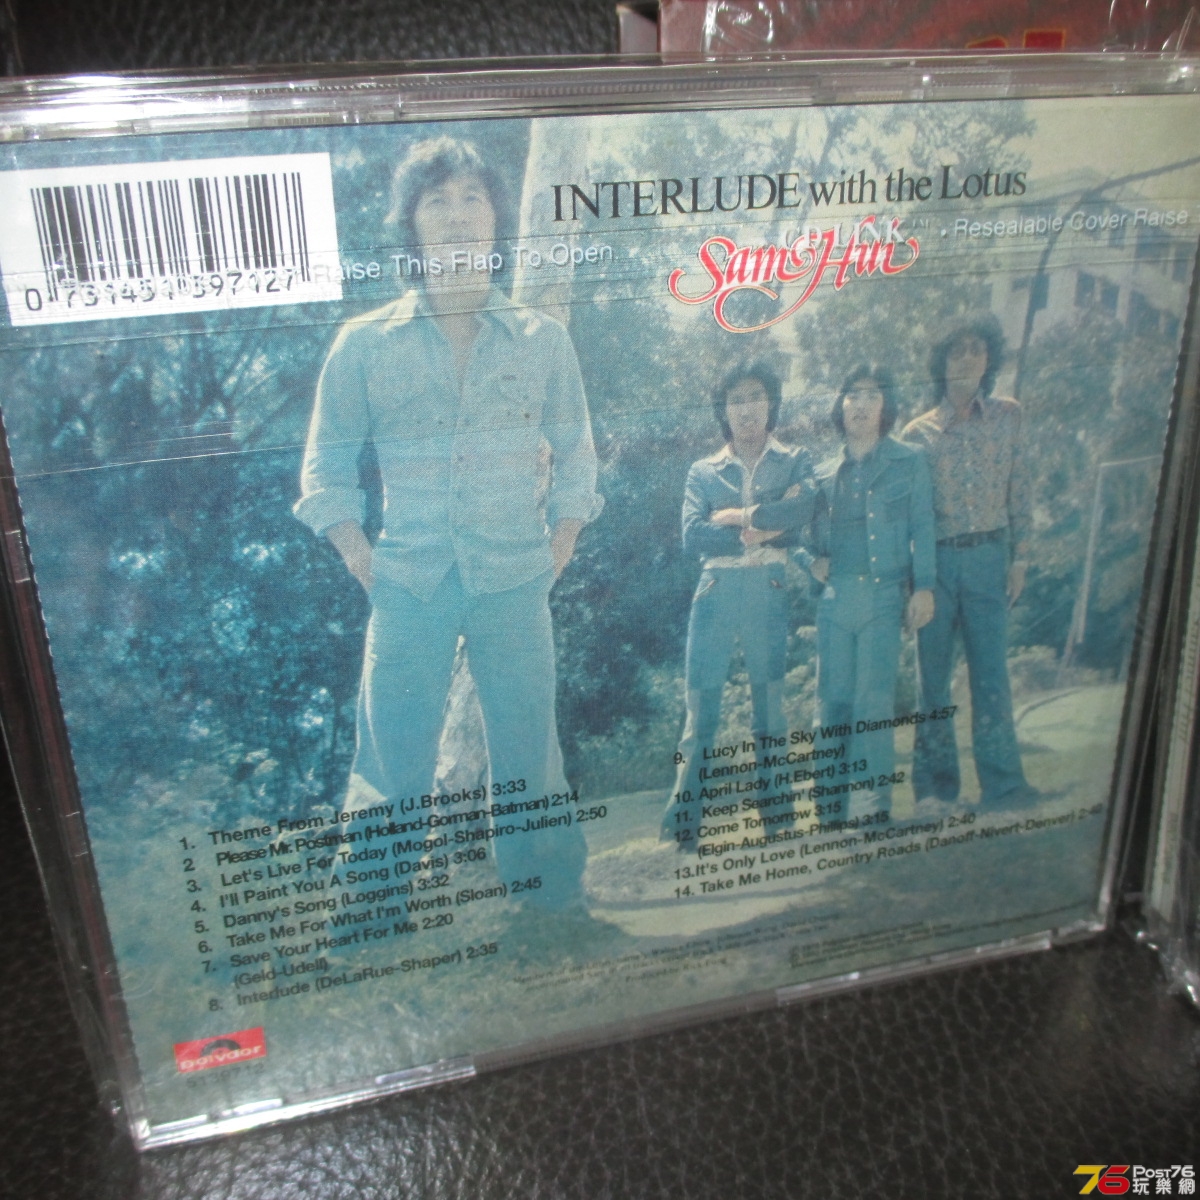 INTERLUDE with the Lotus
Sam Hui
Raise This Flap To Open.
Resealable Cover Raise
1. Theme From Jeremy (J.Brooks) 3:33
2 Please Mr. Postman (Holland-Gorman-Batman) 2:14
3. Let's Live For Today (Mogol-Shapiro-Julien) 2:50
4. I'll Paint You A Song (Davis) 3:06
5. Danny's Song (Loggins) 3:32
6. Take Me For What I'm Worth (Sloan) 2:45
7. Save Your Heart For Me 2:20
(Geld-Udell)
8. Interlude (DeLaRue-Shaper) 2:35
9. Lucy In The Sky With Diamonds 4:57
(Lennon-McCartney)
10. April Lady (H.Ebert) 3:13
11. Keep Searchin' (Shannon) 2:42
12. Come Tomorrow 3:15
(Elgin-Augustus-Phillips) 3:15
13.It's Only Love (Lennon-McCartney) 2:40
14. Take Me Home, Country Roads (Danoff-Nivert-Denver)
Polydor
76 Post76
玩樂網